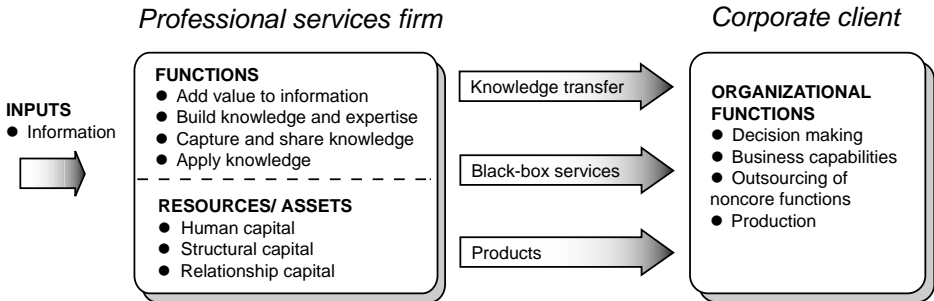 Professional services firm
Corporate client
INPUTS
● Information
FUNCTIONS
● Add value to information
● Build knowledge and expertise
● Capture and share knowledge
● Apply knowledge
RESOURCES/ ASSETS
● Human capital
● Structural capital
● Relationship capital
Knowledge transfer
Black-box services
Products
ORGANIZATIONAL
FUNCTIONS
● Decision making
● Business capabilities
● Outsourcing of
noncore functions
● Production